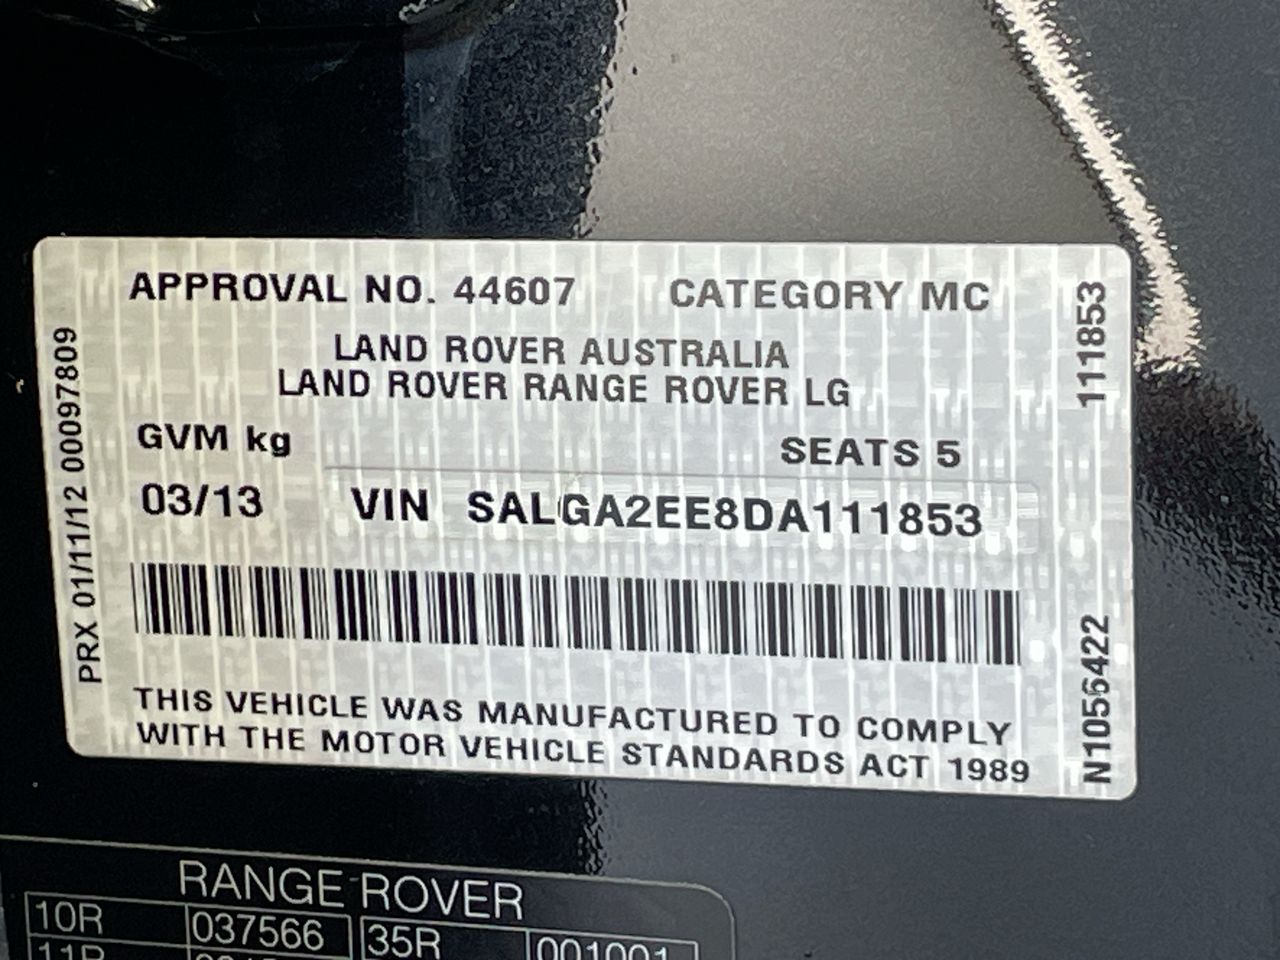 APPROVAL NO. 44607 CATEGORY MC
LAND ROVER AUSTRALIA
LAND ROVER RANGE ROVER LG
GVM kg SEATS 5
03/13 VIN SALGA2EE8DA111853
THIS VEHICLE WAS MANUFACTURED TO COMPLY
WITH THE MOTOR VEHICLE STANDARDS ACT 1989
PRX 01/11/12 00097809
111853
N1056422
RANGE ROVER
10R 037566 35R 001001
11R